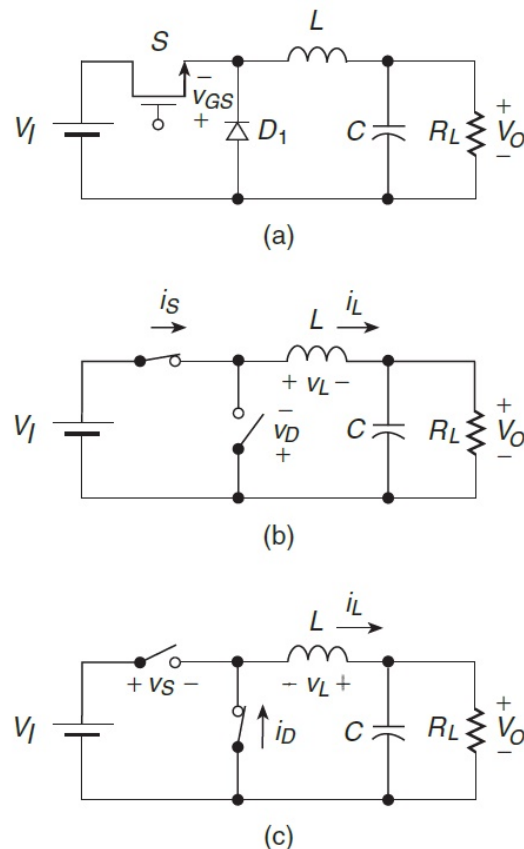 S
L
−
V_I
v_GS
+
D_1
C
R_L
+
V_O
−
(a)
i_S
L
i_L
+ v_L −
V_I
−
v_D
+
C
R_L
+
V_O
−
(b)
L
i_L
+ v_S −
− v_L +
V_I
i_D
C
R_L
+
V_O
−
(c)